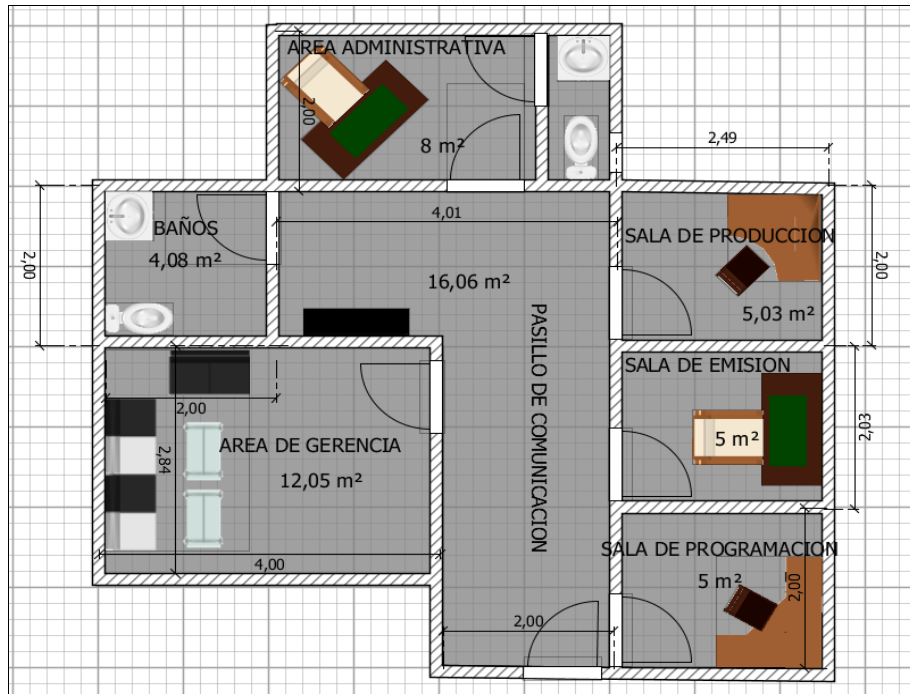 AREA ADMINISTRATIVA
2,00
8 m²
2,49
4,01
BAÑOS
4,08 m²
2,00
16,06 m²
SALA DE PRODUCCION
5,03 m²
2,00
PASILLO DE COMUNICACION
SALA DE EMISION
5 m²
2,03
2,00
AREA DE GERENCIA
12,05 m²
2,84
4,00
SALA DE PROGRAMACION
5 m²
2,00
2,00